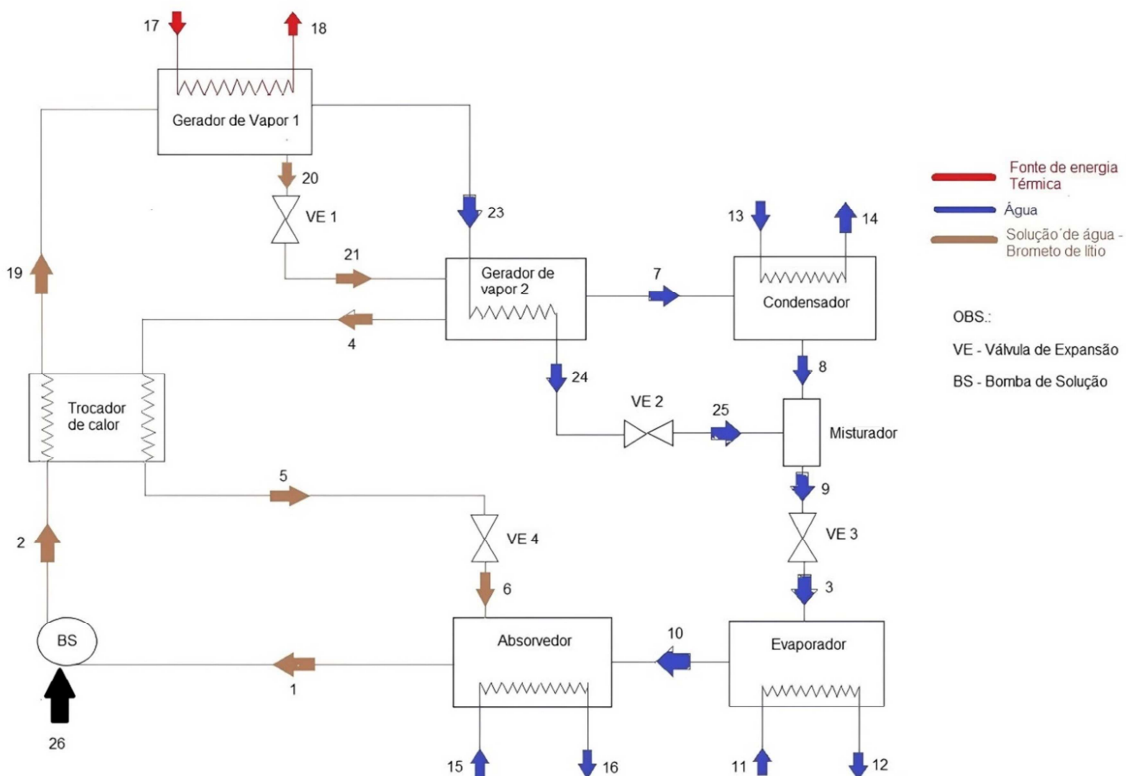 17
18
Gerador de Vapor 1
20
VE 1
23
19
21
Gerador de
vapor 2
7
13
14
Condensador
4
24
8
Trocador
de calor
VE 2
25
Misturador
5
9
2
VE 4
VE 3
6
3
BS
Absorvedor
10
Evaporador
1
26
15
16
11
12
Fonte de energia
Térmica
Água
Solução de água -
Brometo de lítio
OBS.:
VE - Válvula de Expansão
BS - Bomba de Solução